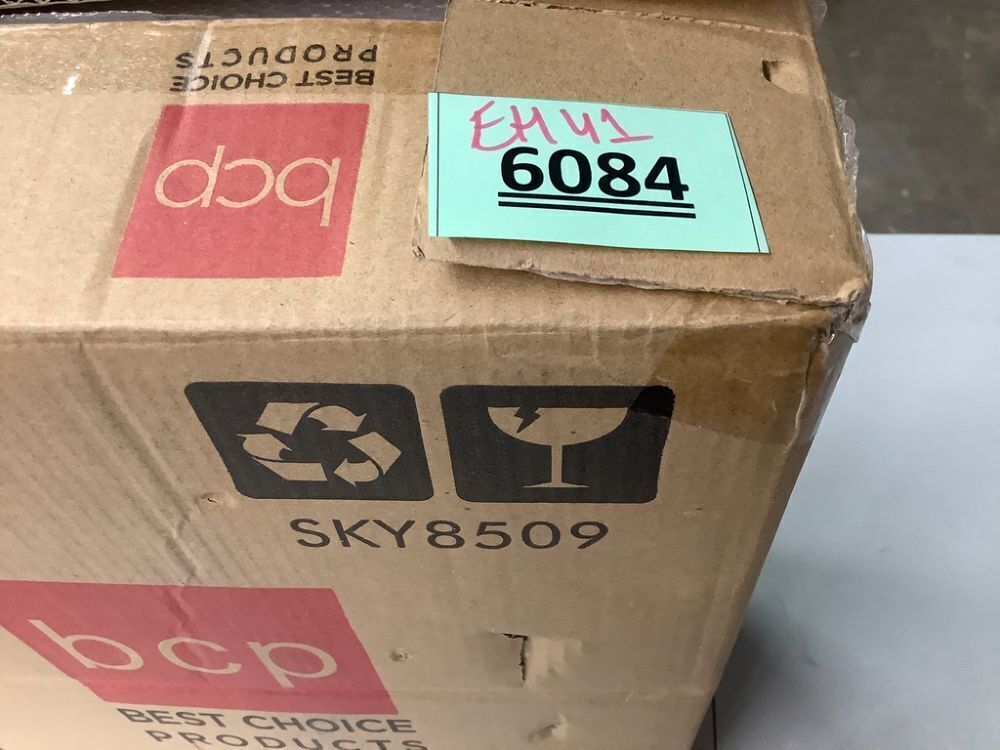 PRODUCTS
BEST CHOICE
bcp
EH41
6084
SKY8509
bcp
BEST CHOICE
PRODUCTS